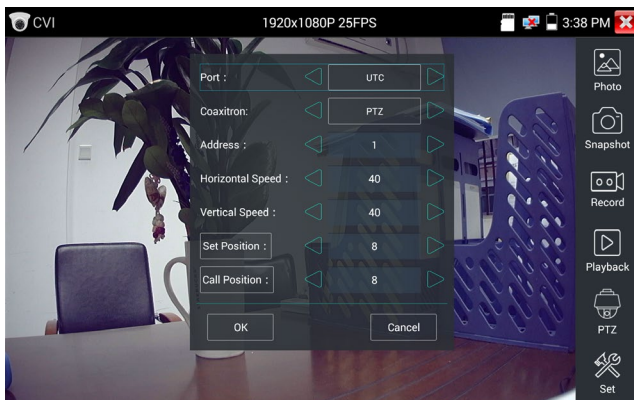 CVI 1920x1080P 25FPS 3:38 PM
Port : UTC
Coaxitron: PTZ
Address : 1
Horizontal Speed : 40
Vertical Speed : 40
Set Position : 8
Call Position : 8
OK Cancel
Photo
Snapshot
Record
Playback
PTZ
Set